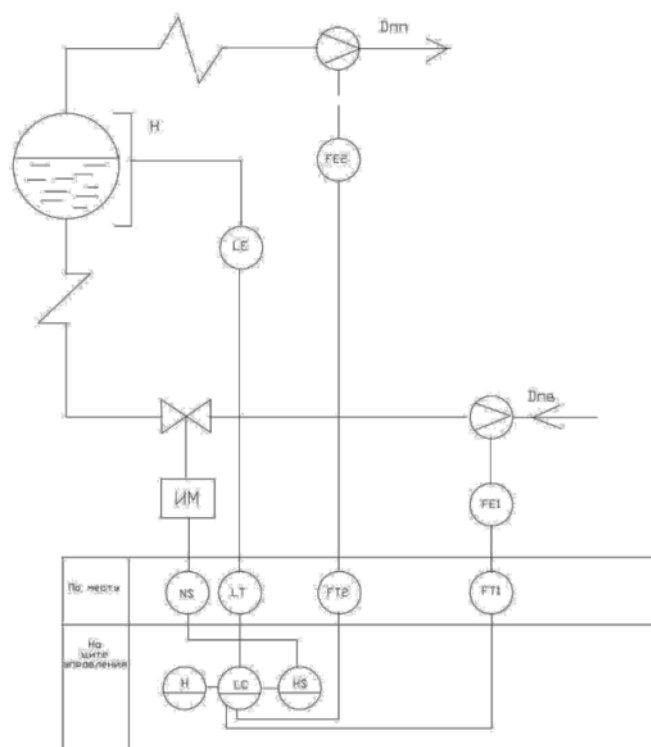 Dпп
H
FE2
LE
Dпв
ИМ
FE1
По месту
NS
LT
FT2
FT1
На
щите
управления
H
LC
HS